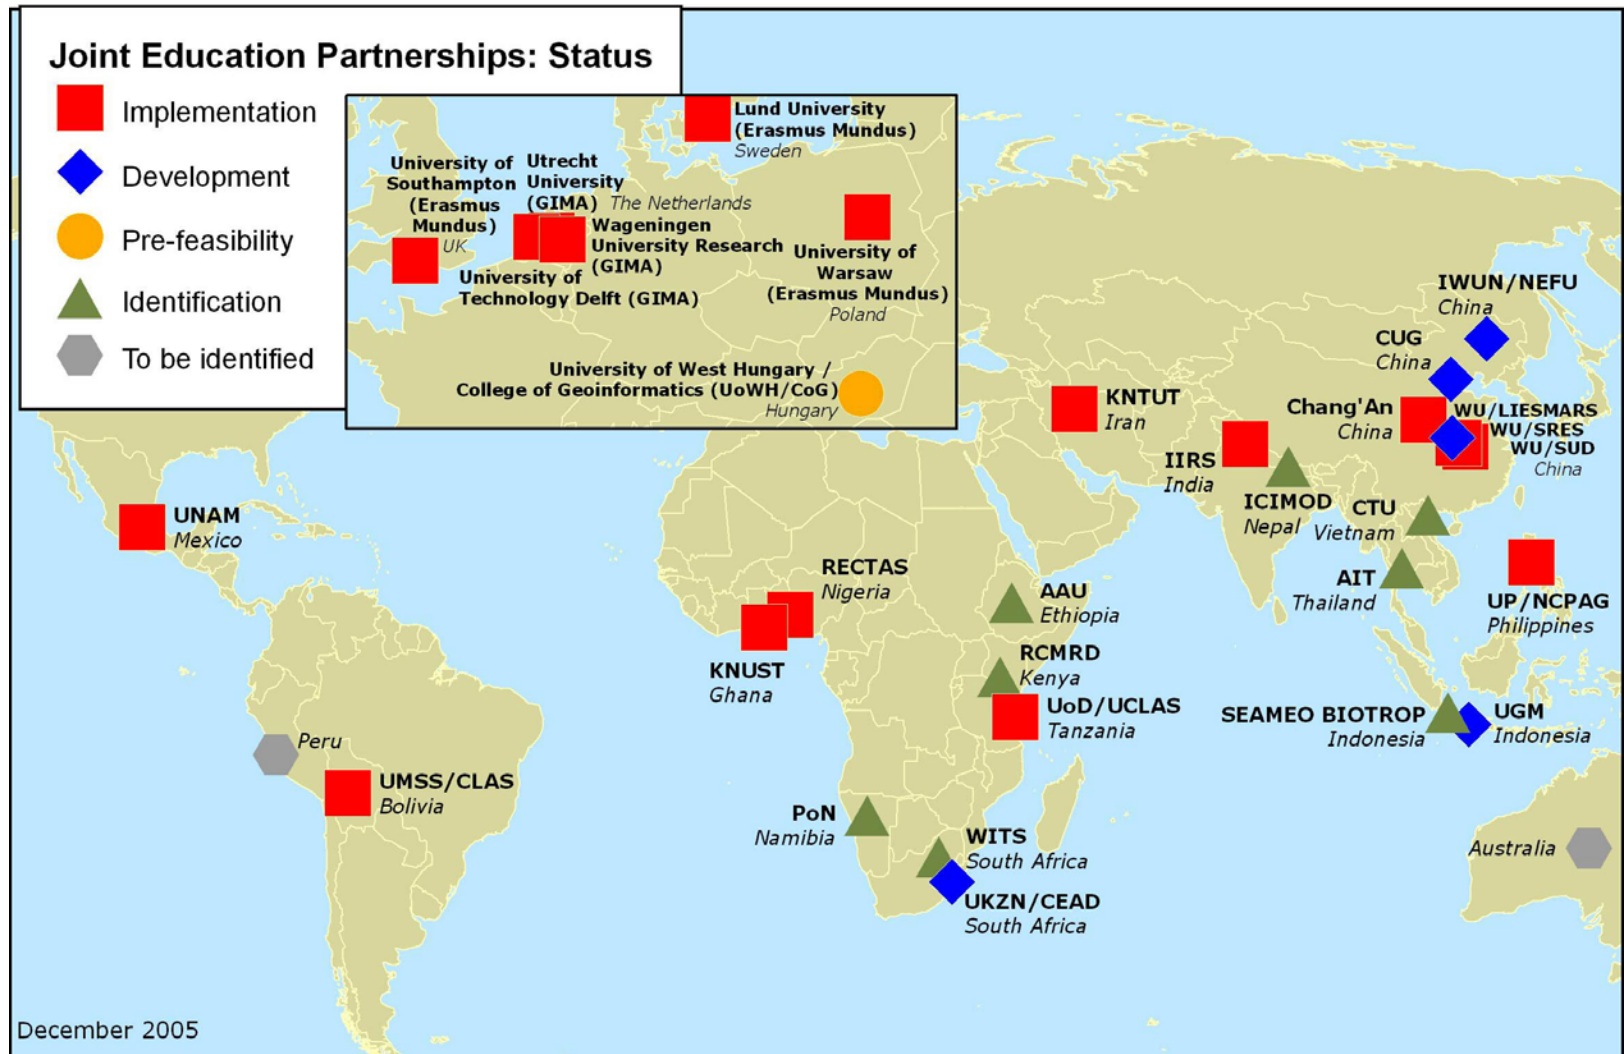 Joint Education Partnerships: Status
Implementation
Development
Pre-feasibility
Identification
To be identified
Lund University
(Erasmus Mundus)
Sweden
University of
Southampton
(Erasmus
Mundus)
UK
Utrecht
University
(GIMA)
The Netherlands
Wageningen
University Research
(GIMA)
University of
Technology Delft (GIMA)
University of
Warsaw
(Erasmus Mundus)
Poland
University of West Hungary /
College of Geoinformatics (UoWH/CoG)
Hungary
IWUN/NEFU
China
CUG
China
KNTUT
Iran
Chang'An
China
WU/LIESMARS
WU/SRES
WU/SUD
China
IIRS
India
ICIMOD
Nepal
CTU
Vietnam
AIT
Thailand
UP/NCPAG
Philippines
UNAM
Mexico
RECTAS
Nigeria
KNUST
Ghana
AAU
Ethiopia
RCMRD
Kenya
UoD/UCLAS
Tanzania
SEAMEO BIOTROP
Indonesia
UGM
Indonesia
Peru
UMSS/CLAS
Bolivia
PoN
Namibia
WITS
South Africa
UKZN/CEAD
South Africa
Australia
December 2005